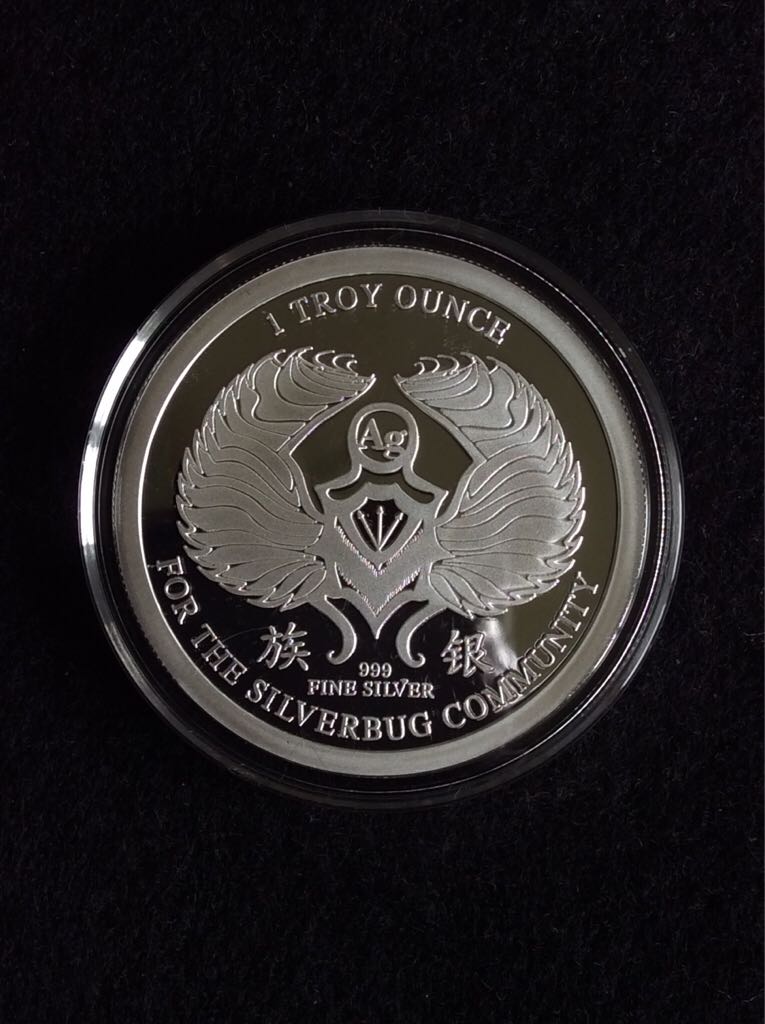 1 TROY OUNCE
Ag
族 银
999
FINE SILVER
FOR THE SILVERBUG COMMUNITY